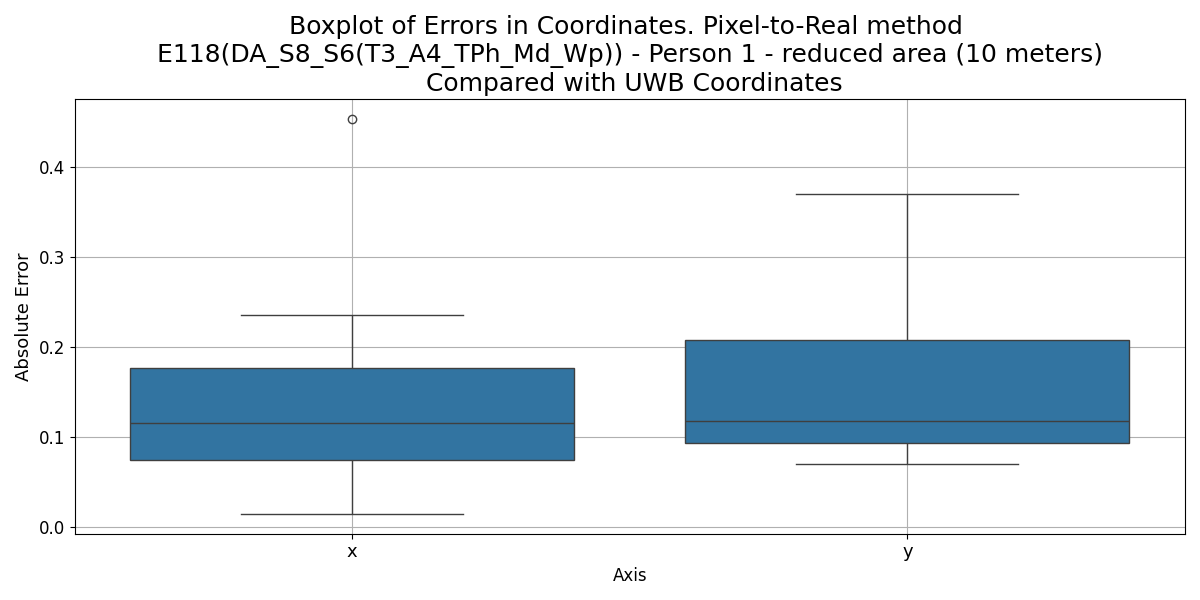 Boxplot of Errors in Coordinates. Pixel-to-Real method
E118(DA_S8_S6(T3_A4_TPh_Md_Wp)) - Person 1 - reduced area (10 meters)
Compared with UWB Coordinates
Absolute Error
0.4
0.3
0.2
0.1
0.0
x
y
Axis